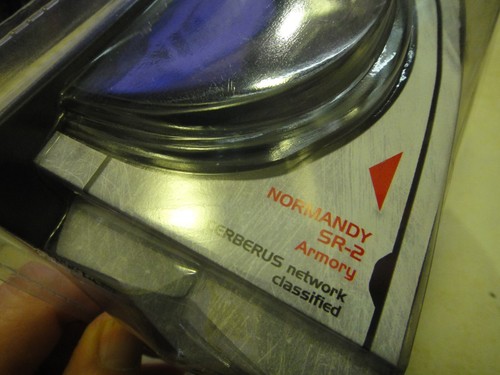 NORMANDY
SR-2
Armory
CERBERUS network
classified